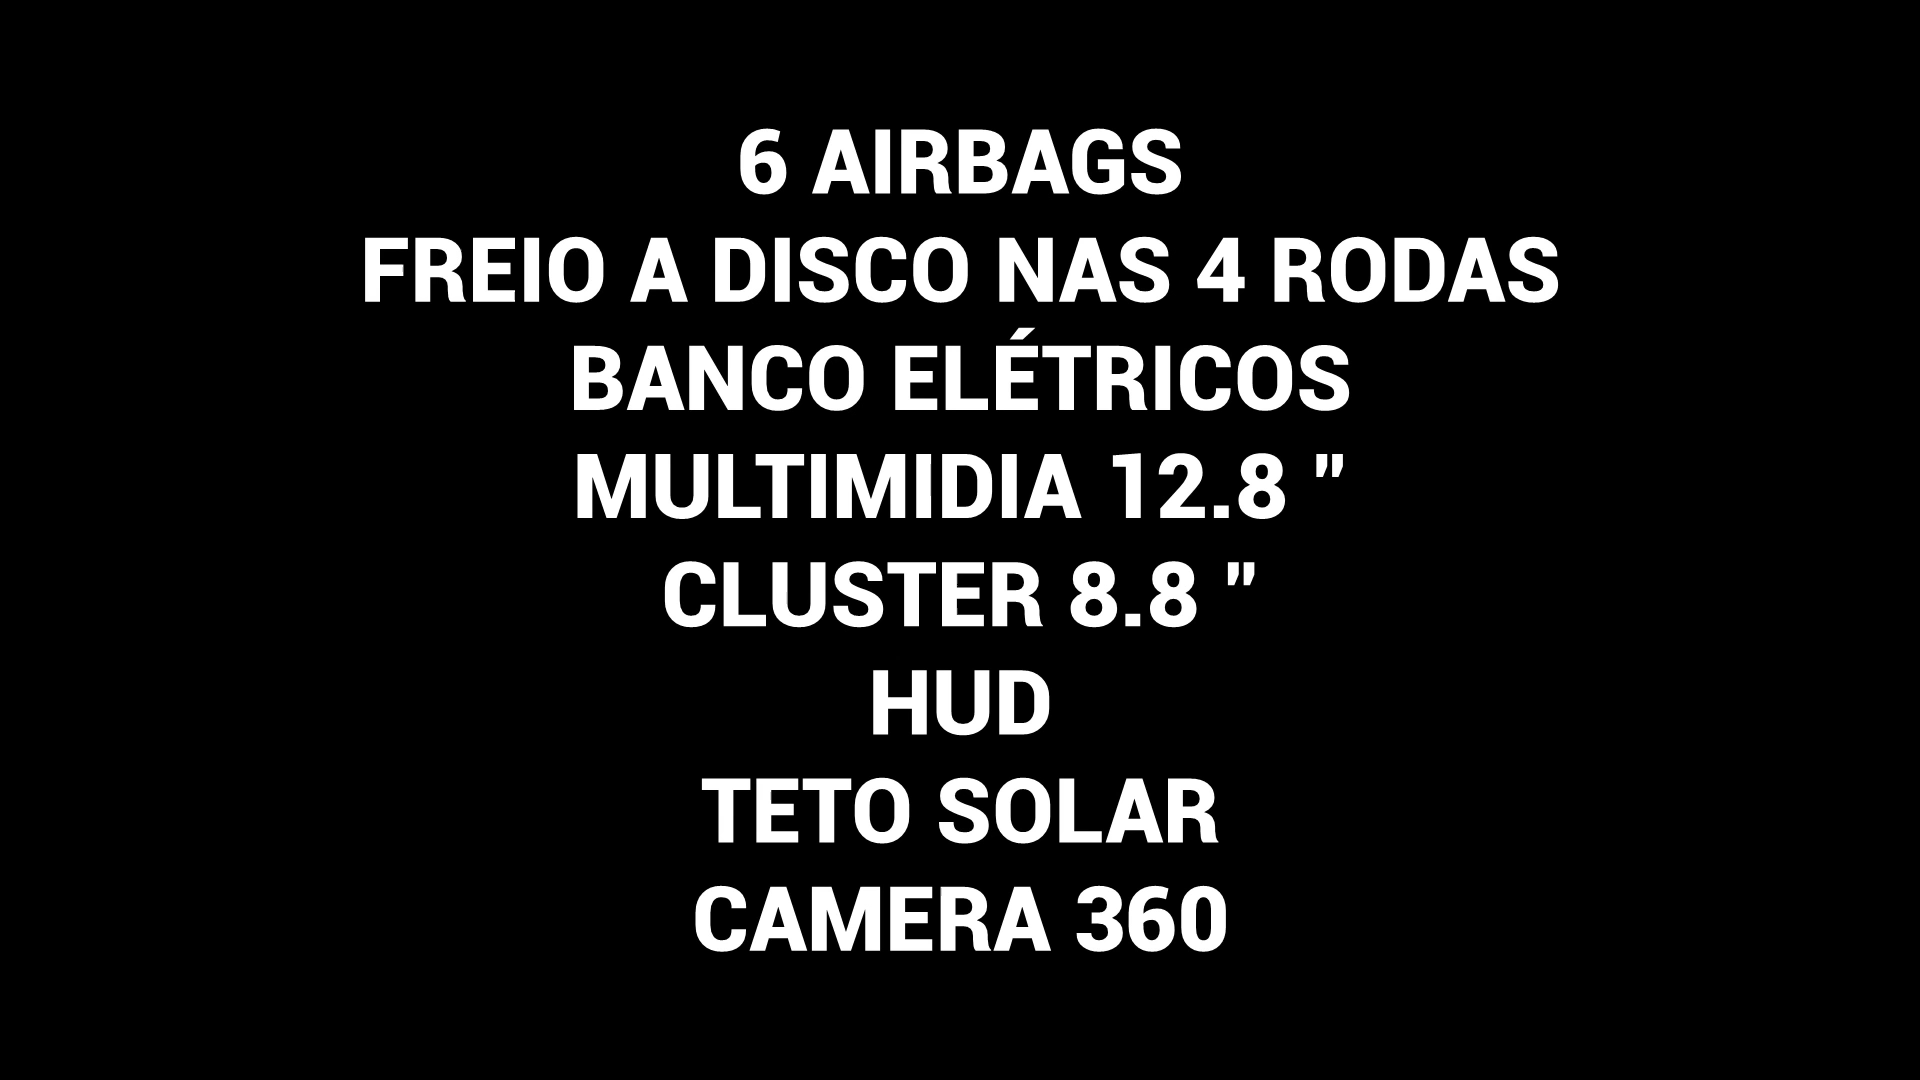 6 AIRBAGS
FREIO A DISCO NAS 4 RODAS
BANCO ELÉTRICOS
MULTIMIDIA 12.8 "
CLUSTER 8.8 "
HUD
TETO SOLAR
CAMERA 360